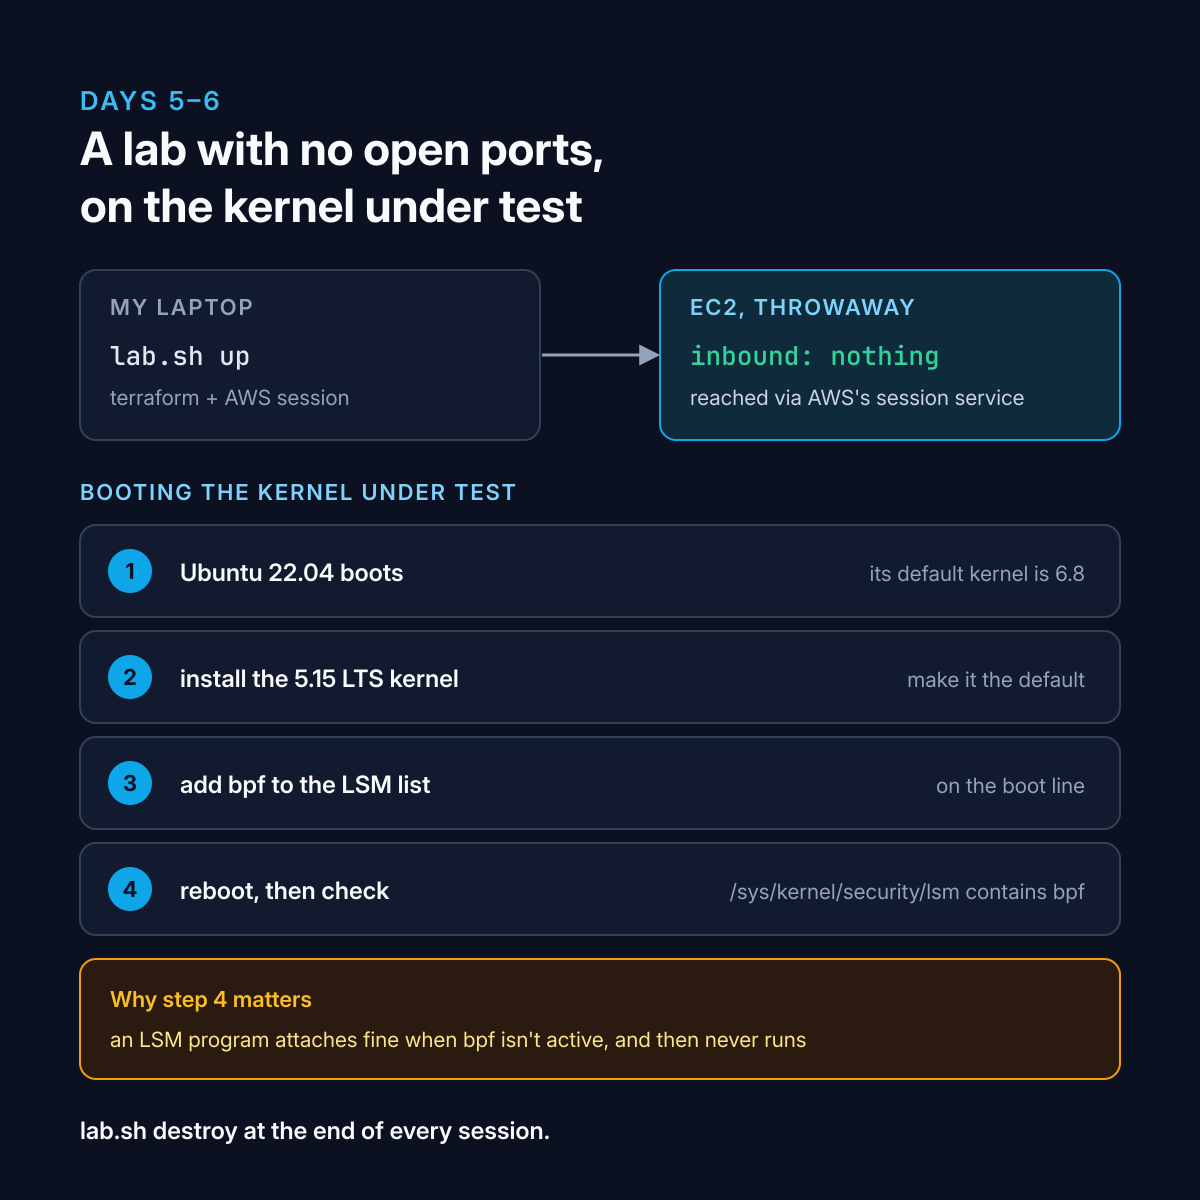 DAYS 5–6
A lab with no open ports,
on the kernel under test
MY LAPTOP
lab.sh up
terraform + AWS session
EC2, THROWAWAY
inbound: nothing
reached via AWS's session service
BOOTING THE KERNEL UNDER TEST
1 Ubuntu 22.04 boots its default kernel is 6.8
2 install the 5.15 LTS kernel make it the default
3 add bpf to the LSM list on the boot line
4 reboot, then check /sys/kernel/security/lsm contains bpf
Why step 4 matters
an LSM program attaches fine when bpf isn't active, and then never runs
lab.sh destroy at the end of every session.